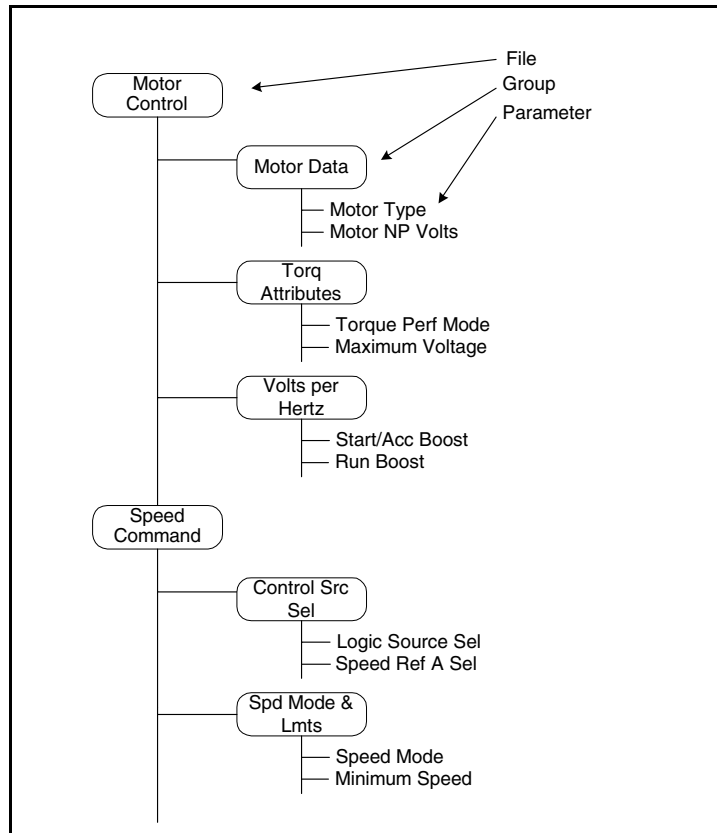 File
Group
Parameter
Motor
Control
Motor Data
Motor Type
Motor NP Volts
Torq
Attributes
Torque Perf Mode
Maximum Voltage
Volts per
Hertz
Start/Acc Boost
Run Boost
Speed
Command
Control Src
Sel
Logic Source Sel
Speed Ref A Sel
Spd Mode &
Lmts
Speed Mode
Minimum Speed